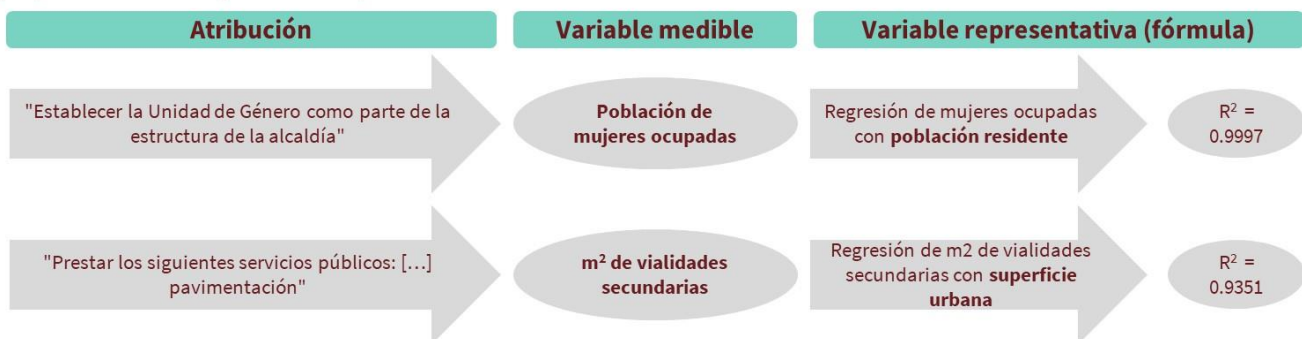 Atribución
Variable medible
Variable representativa (fórmula)
"Establecer la Unidad de Género como parte de la
estructura de la alcaldía"
Población de
mujeres ocupadas
Regresión de mujeres ocupadas
con población residente
R² =
0.9997
"Prestar los siguientes servicios públicos: […]
pavimentación"
m² de vialidades
secundarias
Regresión de m2 de vialidades
secundarias con superficie
urbana
R² =
0.9351